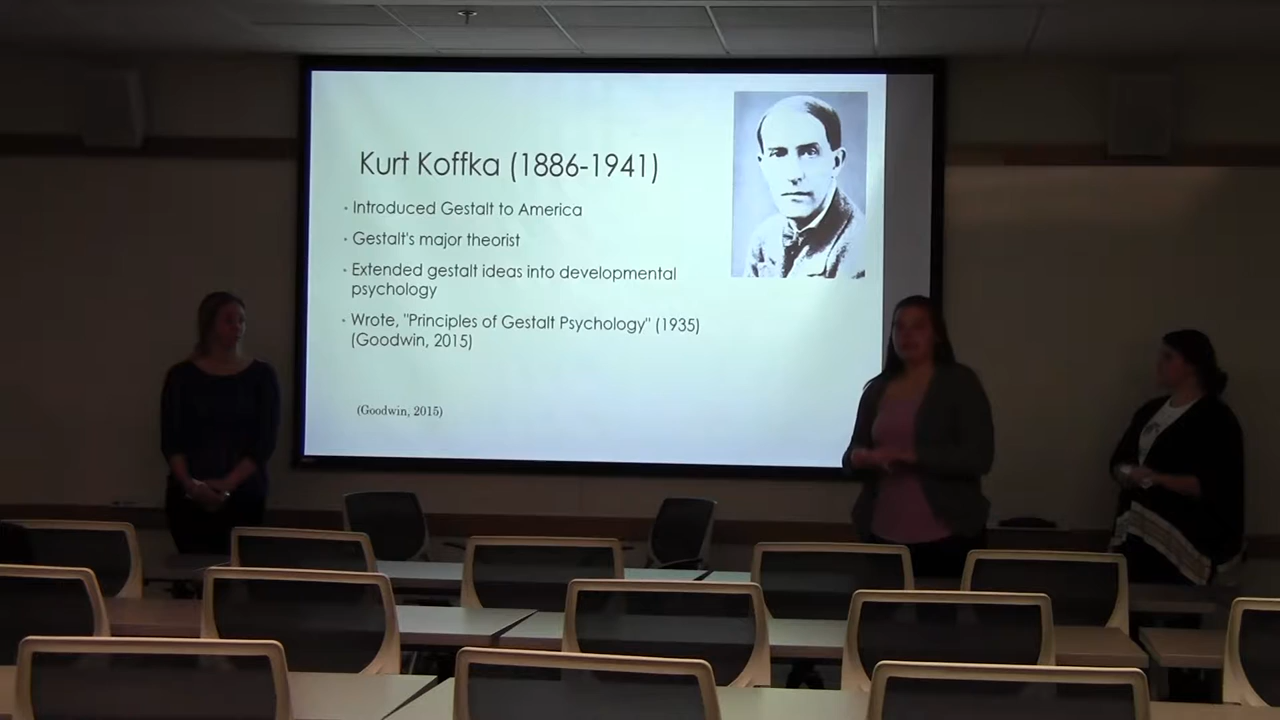 Kurt Koffka (1886-1941)
· Introduced Gestalt to America
· Gestalt's major theorist
· Extended gestalt ideas into developmental
psychology
· Wrote, "Principles of Gestalt Psychology" (1935)
(Goodwin, 2015)
(Goodwin, 2015)